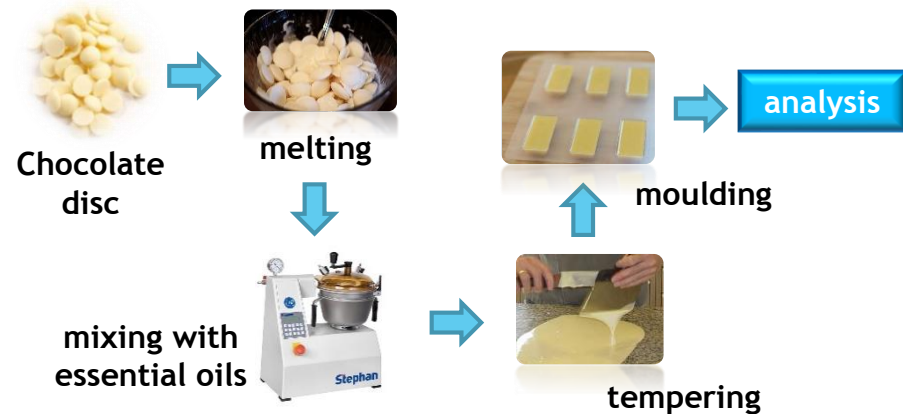 Chocolate
disc
melting
mixing with
essential oils
Stephan
tempering
moulding
analysis